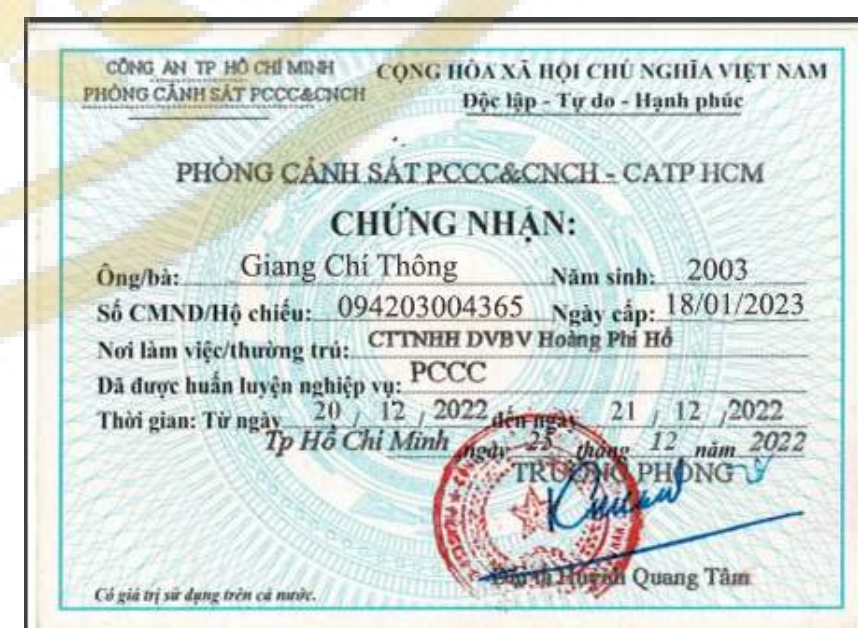 CÔNG AN TP HỒ CHÍ MINH
PHÒNG CẢNH SÁT PCCC&CNCH
CỘNG HÒA XÃ HỘI CHỦ NGHĨA VIỆT NAM
Độc lập - Tự do - Hạnh phúc
PHÒNG CẢNH SÁT PCCC&CNCH - CATP HCM
CHỨNG NHẬN:
Ông/bà: Giang Chí Thông Năm sinh: 2003
Số CMND/Hộ chiếu: 094203004365 Ngày cấp: 18/01/2023
Nơi làm việc/thường trú: CTTNHH DVBV Hoàng Phi Hổ
Đã được huấn luyện nghiệp vụ: PCCC
Thời gian: Từ ngày 20 / 12 / 2022 đến ngày 21 / 12 / 2022
Tp Hồ Chí Minh ngày 25 tháng 12 năm 2022
TRƯỞNG PHÒNG
Huỳnh Quang Tâm
Có giá trị sử dụng trên cả nước.